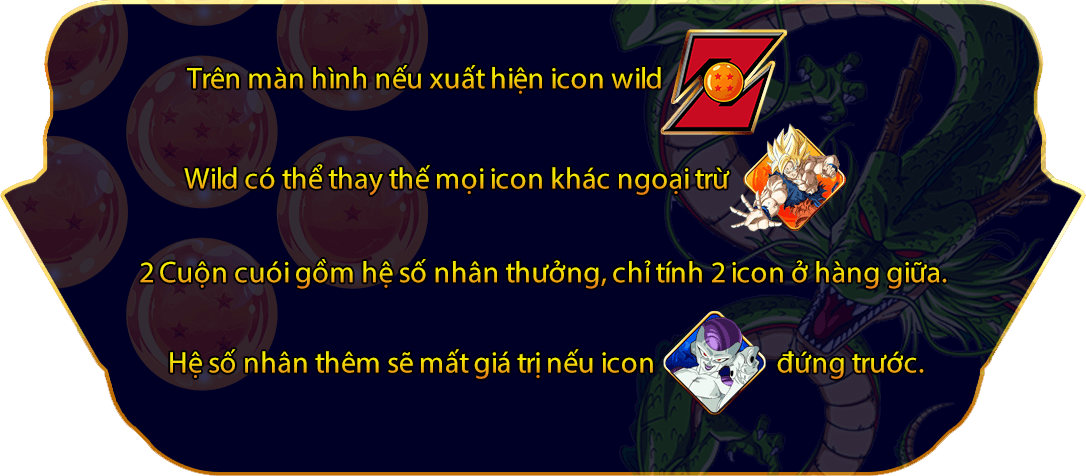 Trên màn hình nếu xuất hiện icon wild
Wild có thể thay thế mọi icon khác ngoại trừ
2 Cuộn cuói gồm hệ số nhân thưởng, chỉ tính 2 icon ở hàng giữa.
Hệ số nhân thêm sẽ mất giá trị nếu icon đứng trước.